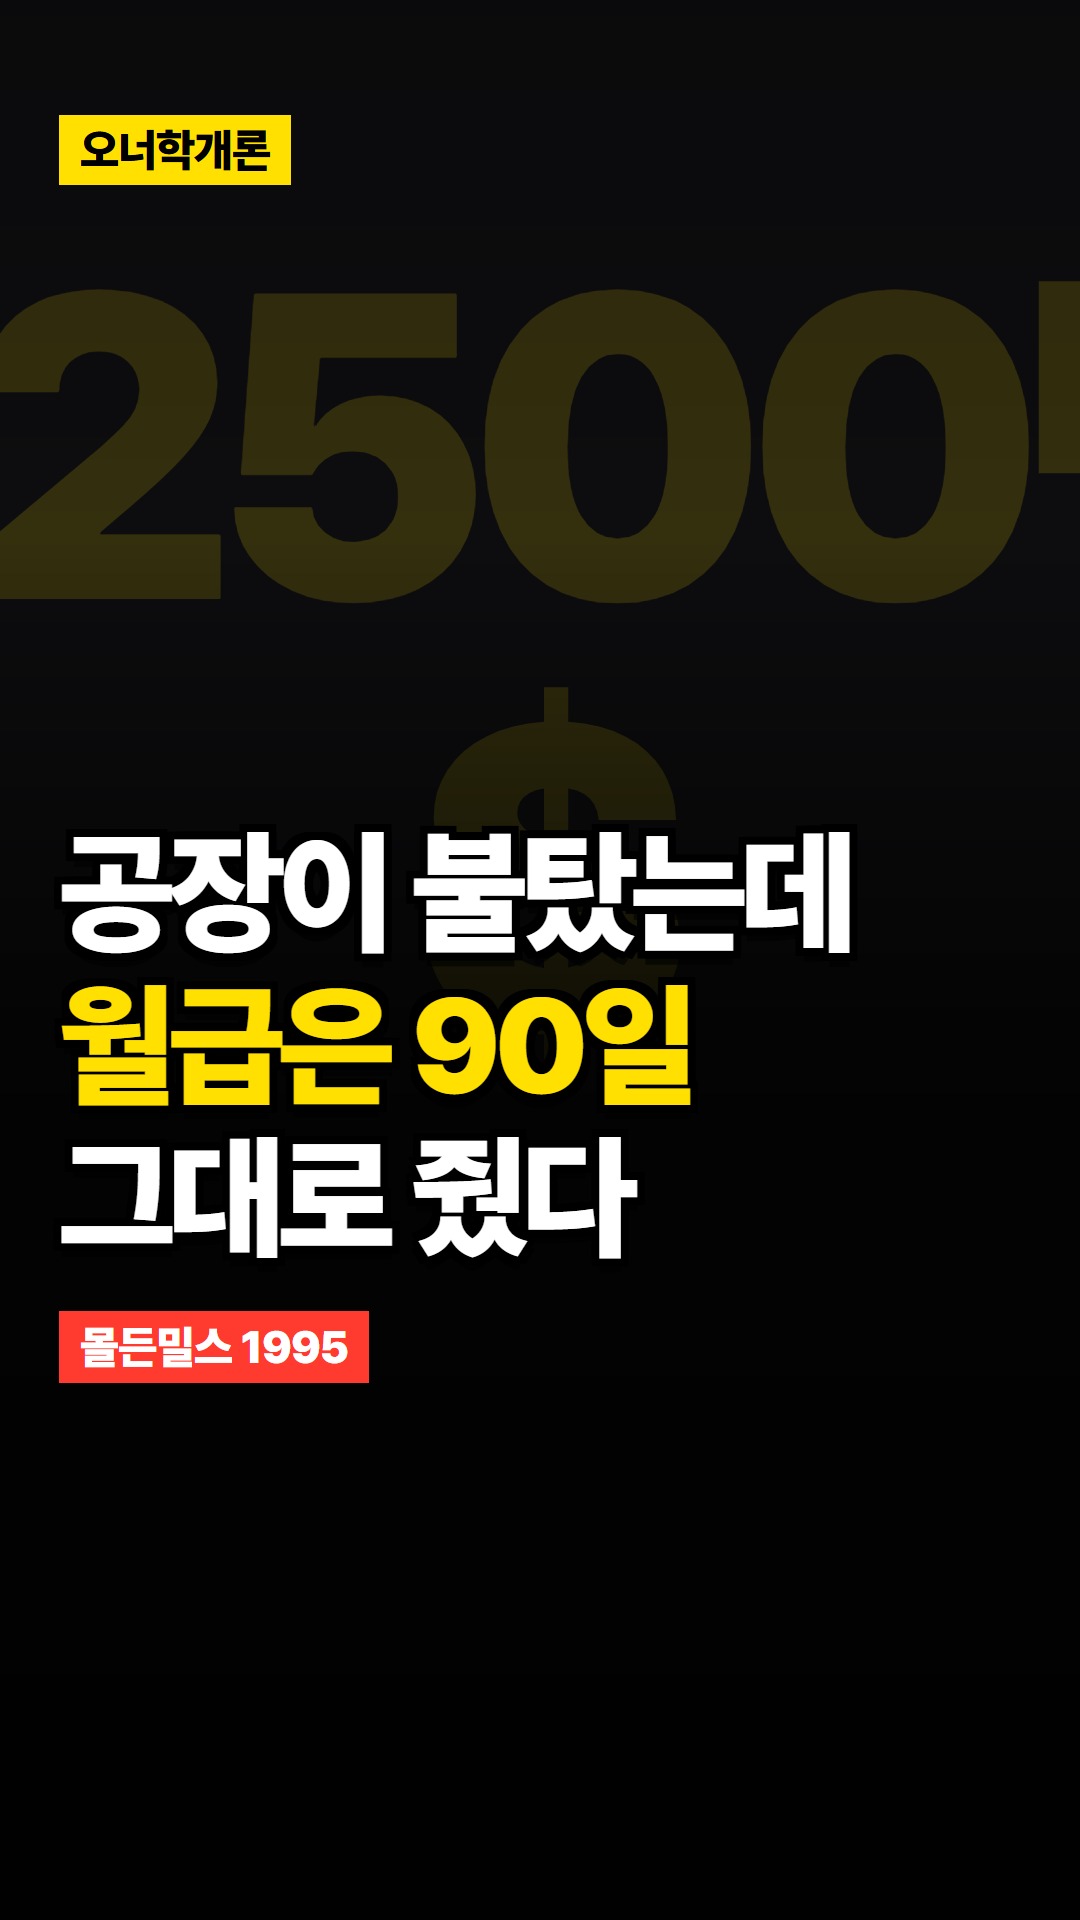 오너학개론
2500
$
공장이 불탔는데
월급은 90일
그대로 줬다
몰든밀스 1995